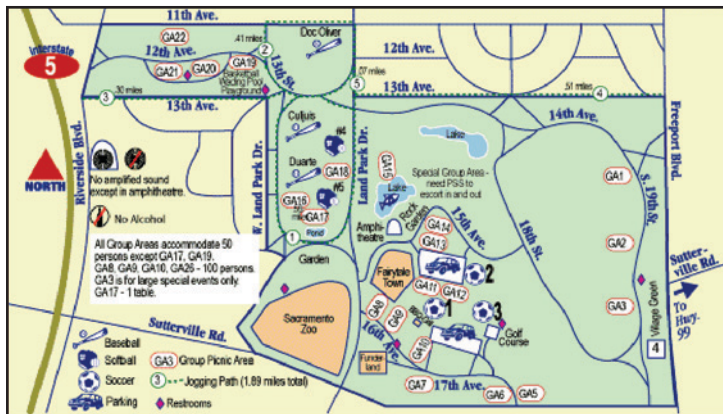 11th Ave.
GA22
.41 miles
2
Doc Oliver
Interstate
5
12th Ave.
12th Ave.
GA21
GA20
GA19
Basketball
Wading Pool
Playground
13th St.
.07 miles
5
.51 miles
4
.30 miles
3
13th Ave.
13th Ave.
14th Ave.
Freeport Blvd.
Riverside Blvd.
W. Land Park Dr.
Land Park Dr.
Culjuis
#4
Duarte
GA18
#5
GA16
GA17
miles
Pond
1
Lake
GA15
Lake
Special Group Area -
need PSS to
escort in and out
Rock
Garden
Amphi-
theatre
GA14
GA13
15th Ave.
18th St.
S. 19th St.
GA1
GA2
GA3
Sutter-
ville Rd.
To
Hwy.
99
Village Green
4
NORTH
No amplified sound
except in amphitheatre.
No Alcohol
All Group Areas accommodate 50
persons except GA17, GA19.
GA8, GA9, GA10, GA26 - 100 persons.
GA3 is for large special events only.
GA17 - 1 table.
Garden
Fairytale
Town
GA11
GA12
2
1
3
GA8
GA9
GA10
Golf
Course
16th Ave.
Funder
land
GA7
17th Ave.
GA6
GA5
Sacramento
Zoo
Sutterville Rd.
Baseball
Softball
Soccer
Parking
GA3 Group Picnic Area
3 Jogging Path (1.89 miles total)
Restrooms